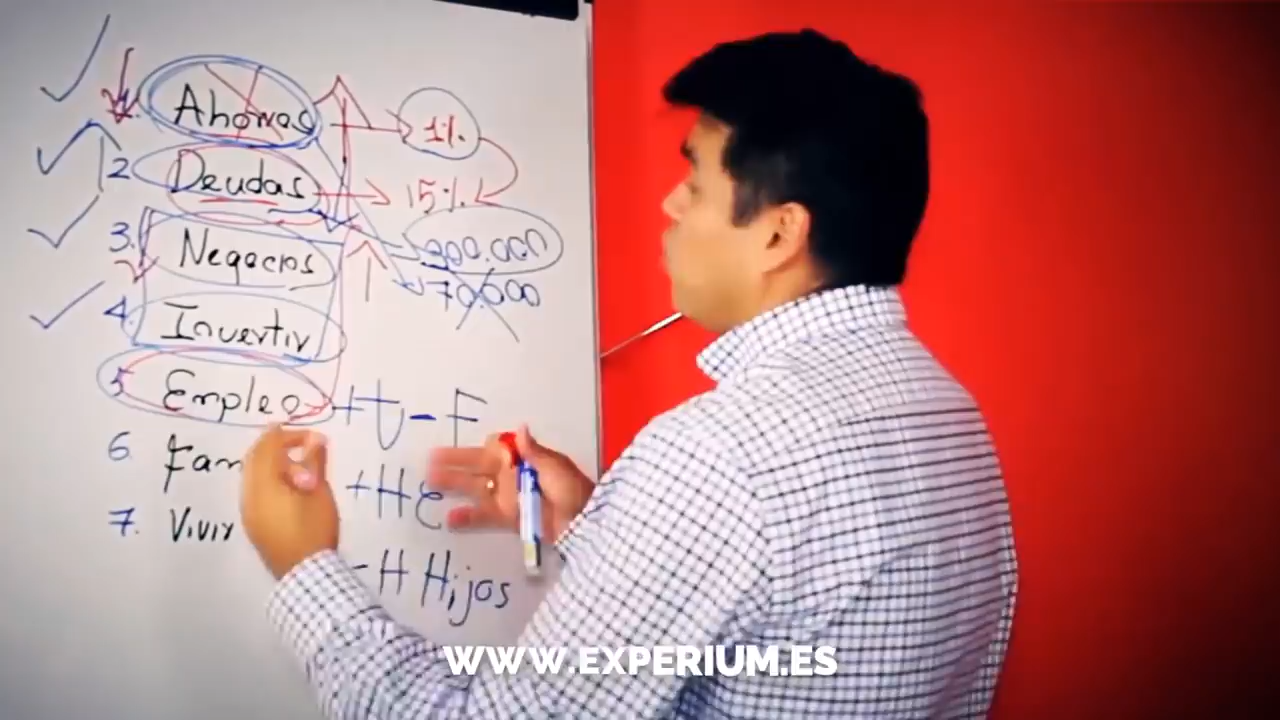 1. Ahorros 1%.
2 Deudas 15%.
3. Negocios 300.000
70.000
4. Invertir
5 Empleo +t - F
6. Fam
+H
7. Vivir
-H Hijos
WWW.EXPERIUM.ES